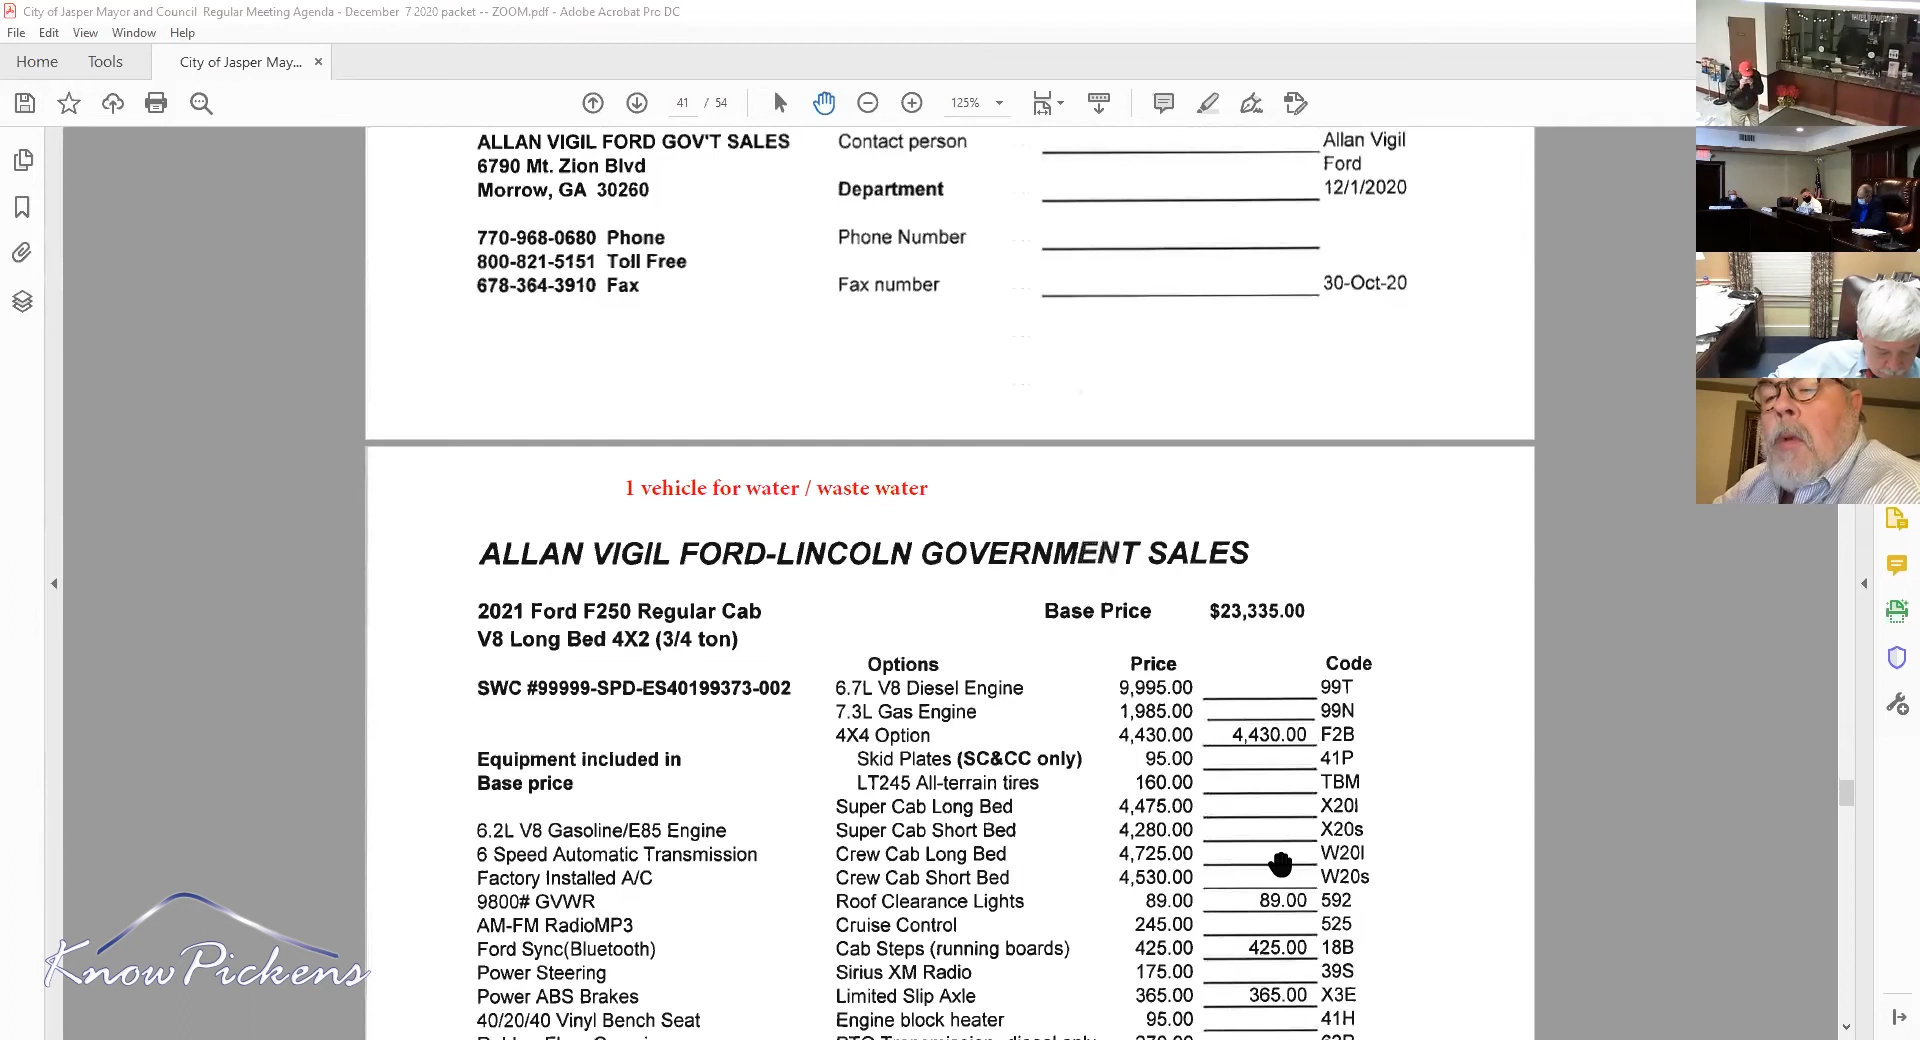 City of Jasper Mayor and Council Regular Meeting Agenda - December 7 2020 packet -- ZOOM.pdf - Adobe Acrobat Pro DC
File Edit View Window Help
Home Tools City of Jasper May... ×
41 / 54 125%
ALLAN VIGIL FORD GOV'T SALES Contact person Allan Vigil
6790 Mt. Zion Blvd Ford
Morrow, GA 30260 Department 12/1/2020
770-968-0680 Phone Phone Number
800-821-5151 Toll Free
678-364-3910 Fax Fax number 30-Oct-20
1 vehicle for water / waste water
ALLAN VIGIL FORD-LINCOLN GOVERNMENT SALES
2021 Ford F250 Regular Cab Base Price $23,335.00
V8 Long Bed 4X2 (3/4 ton)
Options Price Code
SWC #99999-SPD-ES40199373-002 6.7L V8 Diesel Engine 9,995.00 99T
7.3L Gas Engine 1,985.00 99N
4X4 Option 4,430.00 4,430.00 F2B
Equipment included in Skid Plates (SC&CC only) 95.00 41P
Base price LT245 All-terrain tires 160.00 TBM
Super Cab Long Bed 4,475.00 X20l
6.2L V8 Gasoline/E85 Engine Super Cab Short Bed 4,280.00 X20s
6 Speed Automatic Transmission Crew Cab Long Bed 4,725.00 W20l
Factory Installed A/C Crew Cab Short Bed 4,530.00 W20s
9800# GVWR Roof Clearance Lights 89.00 89.00 592
AM-FM RadioMP3 Cruise Control 245.00 525
Ford Sync(Bluetooth) Cab Steps (running boards) 425.00 425.00 18B
Power Steering Sirius XM Radio 175.00 39S
Power ABS Brakes Limited Slip Axle 365.00 365.00 X3E
40/20/40 Vinyl Bench Seat Engine block heater 95.00 41H
KnowPickens